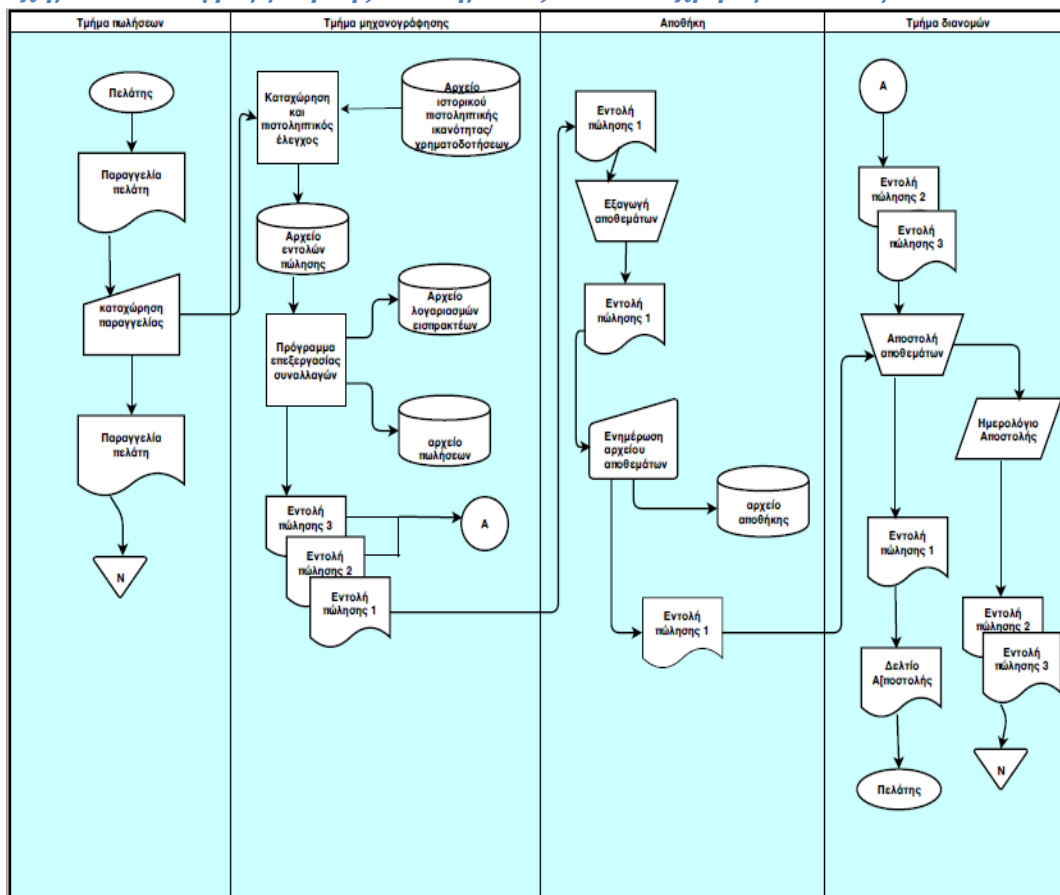 Τμήμα πωλήσεων
Τμήμα μηχανογράφησης
Αποθήκη
Τμήμα διανομών
Πελάτης
Παραγγελία
πελάτη
καταχώρηση
παραγγελίας
Παραγγελία
πελάτη
N
Καταχώρηση
και
πιστοληπτικός
έλεγχος
Αρχείο
ιστορικού
πιστοληπτικής
ικανότητας/
χρηματοδοτήσεων
Αρχείο
εντολών
πώλησης
Πρόγραμμα
επεξεργασίας
συναλλαγών
Αρχείο
λογαριασμών
εισπρακτέων
αρχείο
πωλήσεων
Εντολή
πώλησης 3
Εντολή
πώλησης 2
Εντολή
πώλησης 1
A
Εντολή
πώλησης 1
Εξαγωγή
αποθεμάτων
Εντολή
πώλησης 1
Ενημέρωση
αρχείου
αποθεμάτων
αρχείο
αποθήκης
Εντολή
πώλησης 1
A
Εντολή
πώλησης 2
Εντολή
πώλησης 3
Αποστολή
αποθεμάτων
Ημερολόγιο
Αποστολής
Εντολή
πώλησης 1
Δελτίο
Α[ποστολής
Πελάτης
Εντολή
πώλησης 2
Εντολή
πώλησης 3
N